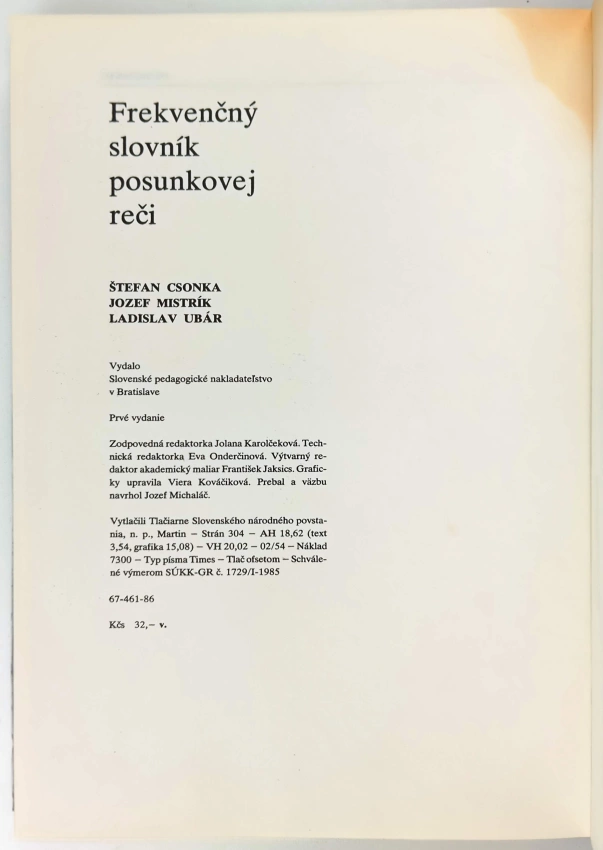 Frekvenčný
slovník
posunkovej
reči
ŠTEFAN CSONKA
JOZEF MISTRÍK
LADISLAV UBÁR
Vydalo
Slovenské pedagogické nakladateľstvo
v Bratislave
Prvé vydanie
Zodpovedná redaktorka Jolana Karolčeková. Tech-
nická redaktorka Eva Onderčinová. Výtvarný re-
daktor akademický maliar František Jaksics. Grafic-
ky upravila Viera Kováčiková. Prebal a väzbu
navrhol Jozef Michaláč.
Vytlačili Tlačiarne Slovenského národného povsta-
nia, n. p., Martin — Strán 304 — AH 18,62 (text
3,54, grafika 15,08) — VH 20,02 — 02/54 — Náklad
7300 — Typ písma Times — Tlač ofsetom — Schvále-
né výmerom SÚKK-GR č. 1729/I-1985
67-461-86
Kčs 32,— v.